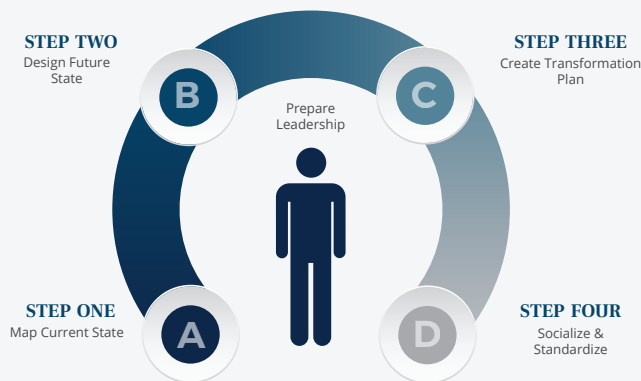 STEP TWO
Design Future
State
B
Prepare
Leadership
C
STEP THREE
Create Transformation
Plan
STEP ONE
Map Current State
A
D
STEP FOUR
Socialize &
Standardize